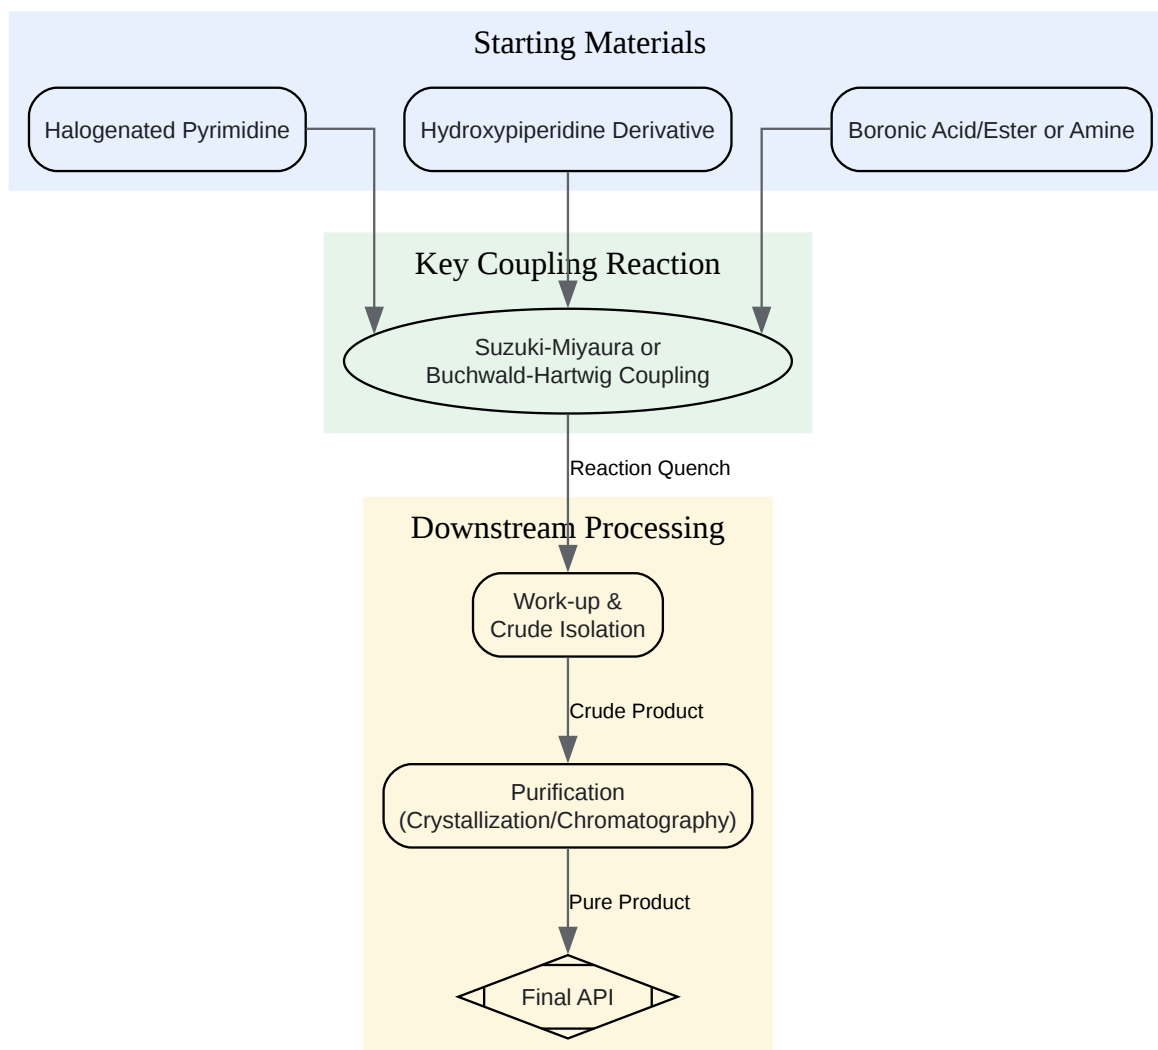 Starting Materials
Halogenated Pyrimidine
Hydroxypiperidine Derivative
Boronic Acid/Ester or Amine
Key Coupling Reaction
Suzuki-Miyaura or
Buchwald-Hartwig Coupling
Reaction Quench
Downstream Processing
Work-up &
Crude Isolation
Crude Product
Purification
(Crystallization/Chromatography)
Pure Product
Final API